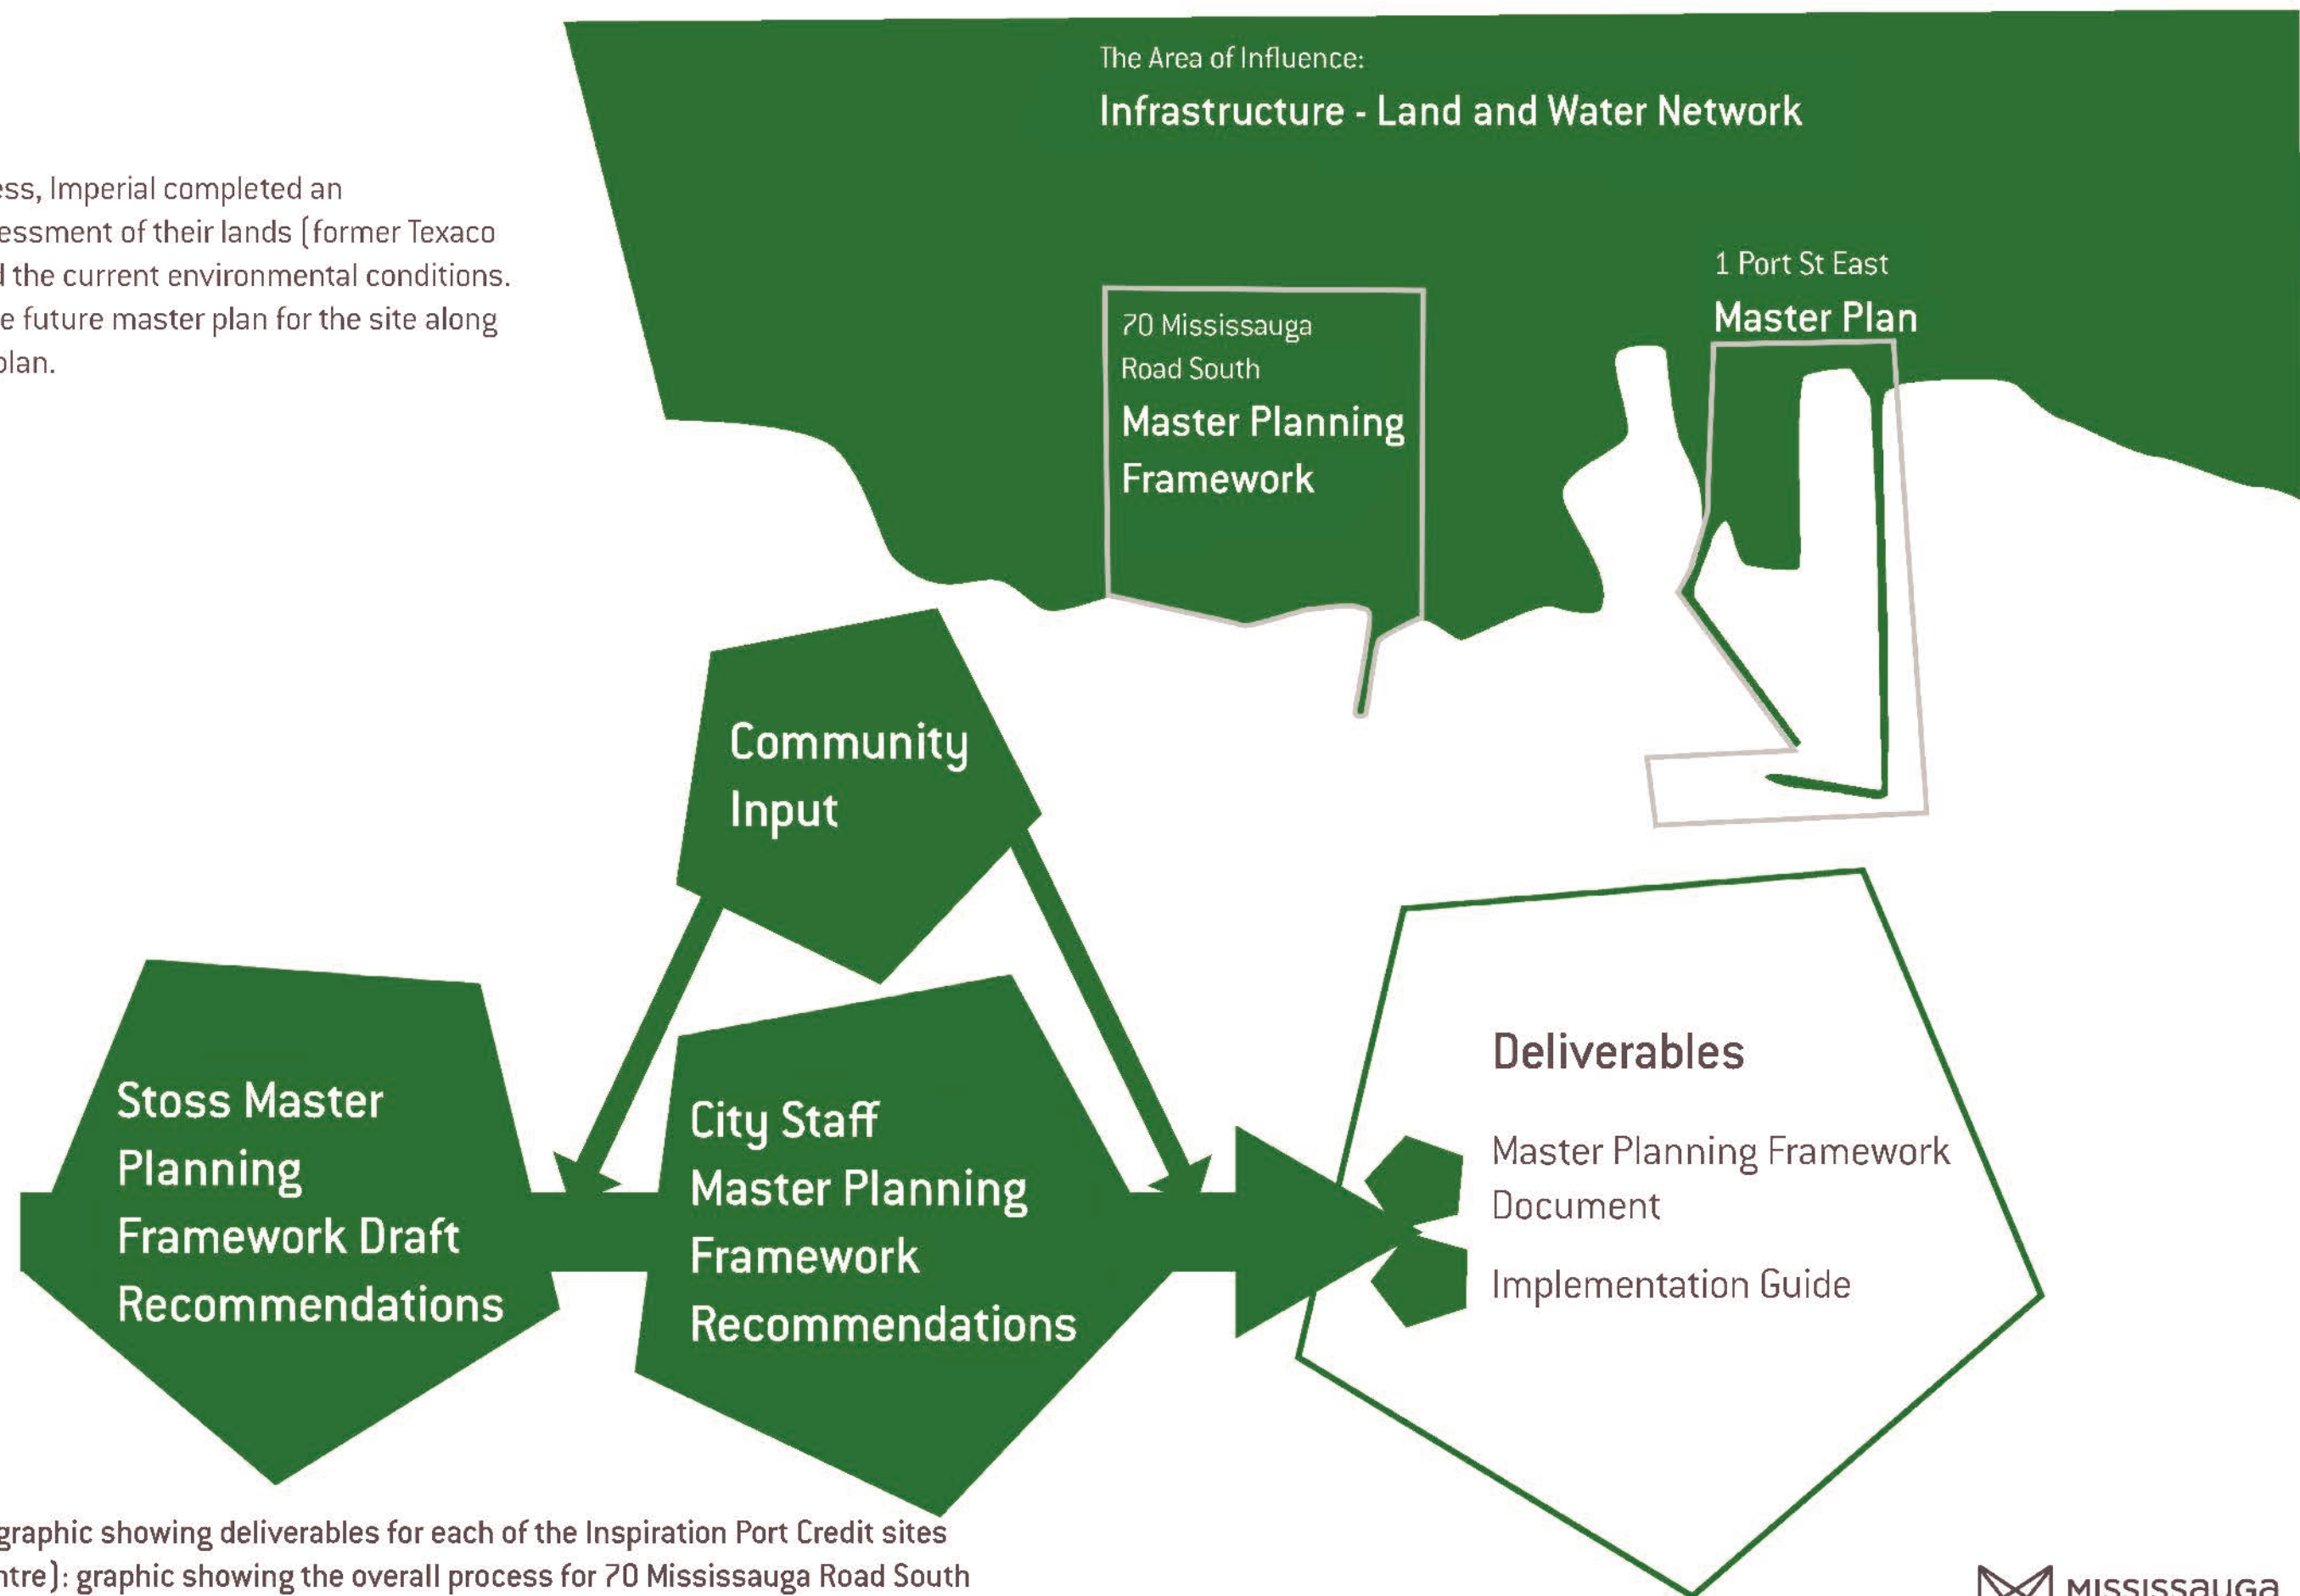 The Area of Influence:
Infrastructure - Land and Water Network
ess, Imperial completed an
essment of their lands (former Texaco
the current environmental conditions.
e future master plan for the site along
plan.
70 Mississauga
Road South
Master Planning
Framework
1 Port St East
Master Plan
Community
Input
Stoss Master
Planning
Framework Draft
Recommendations
City Staff
Master Planning
Framework
Recommendations
Deliverables
Master Planning Framework
Document
Implementation Guide
graphic showing deliverables for each of the Inspiration Port Credit sites
ntre): graphic showing the overall process for 70 Mississauga Road South
MISSISSAUGA